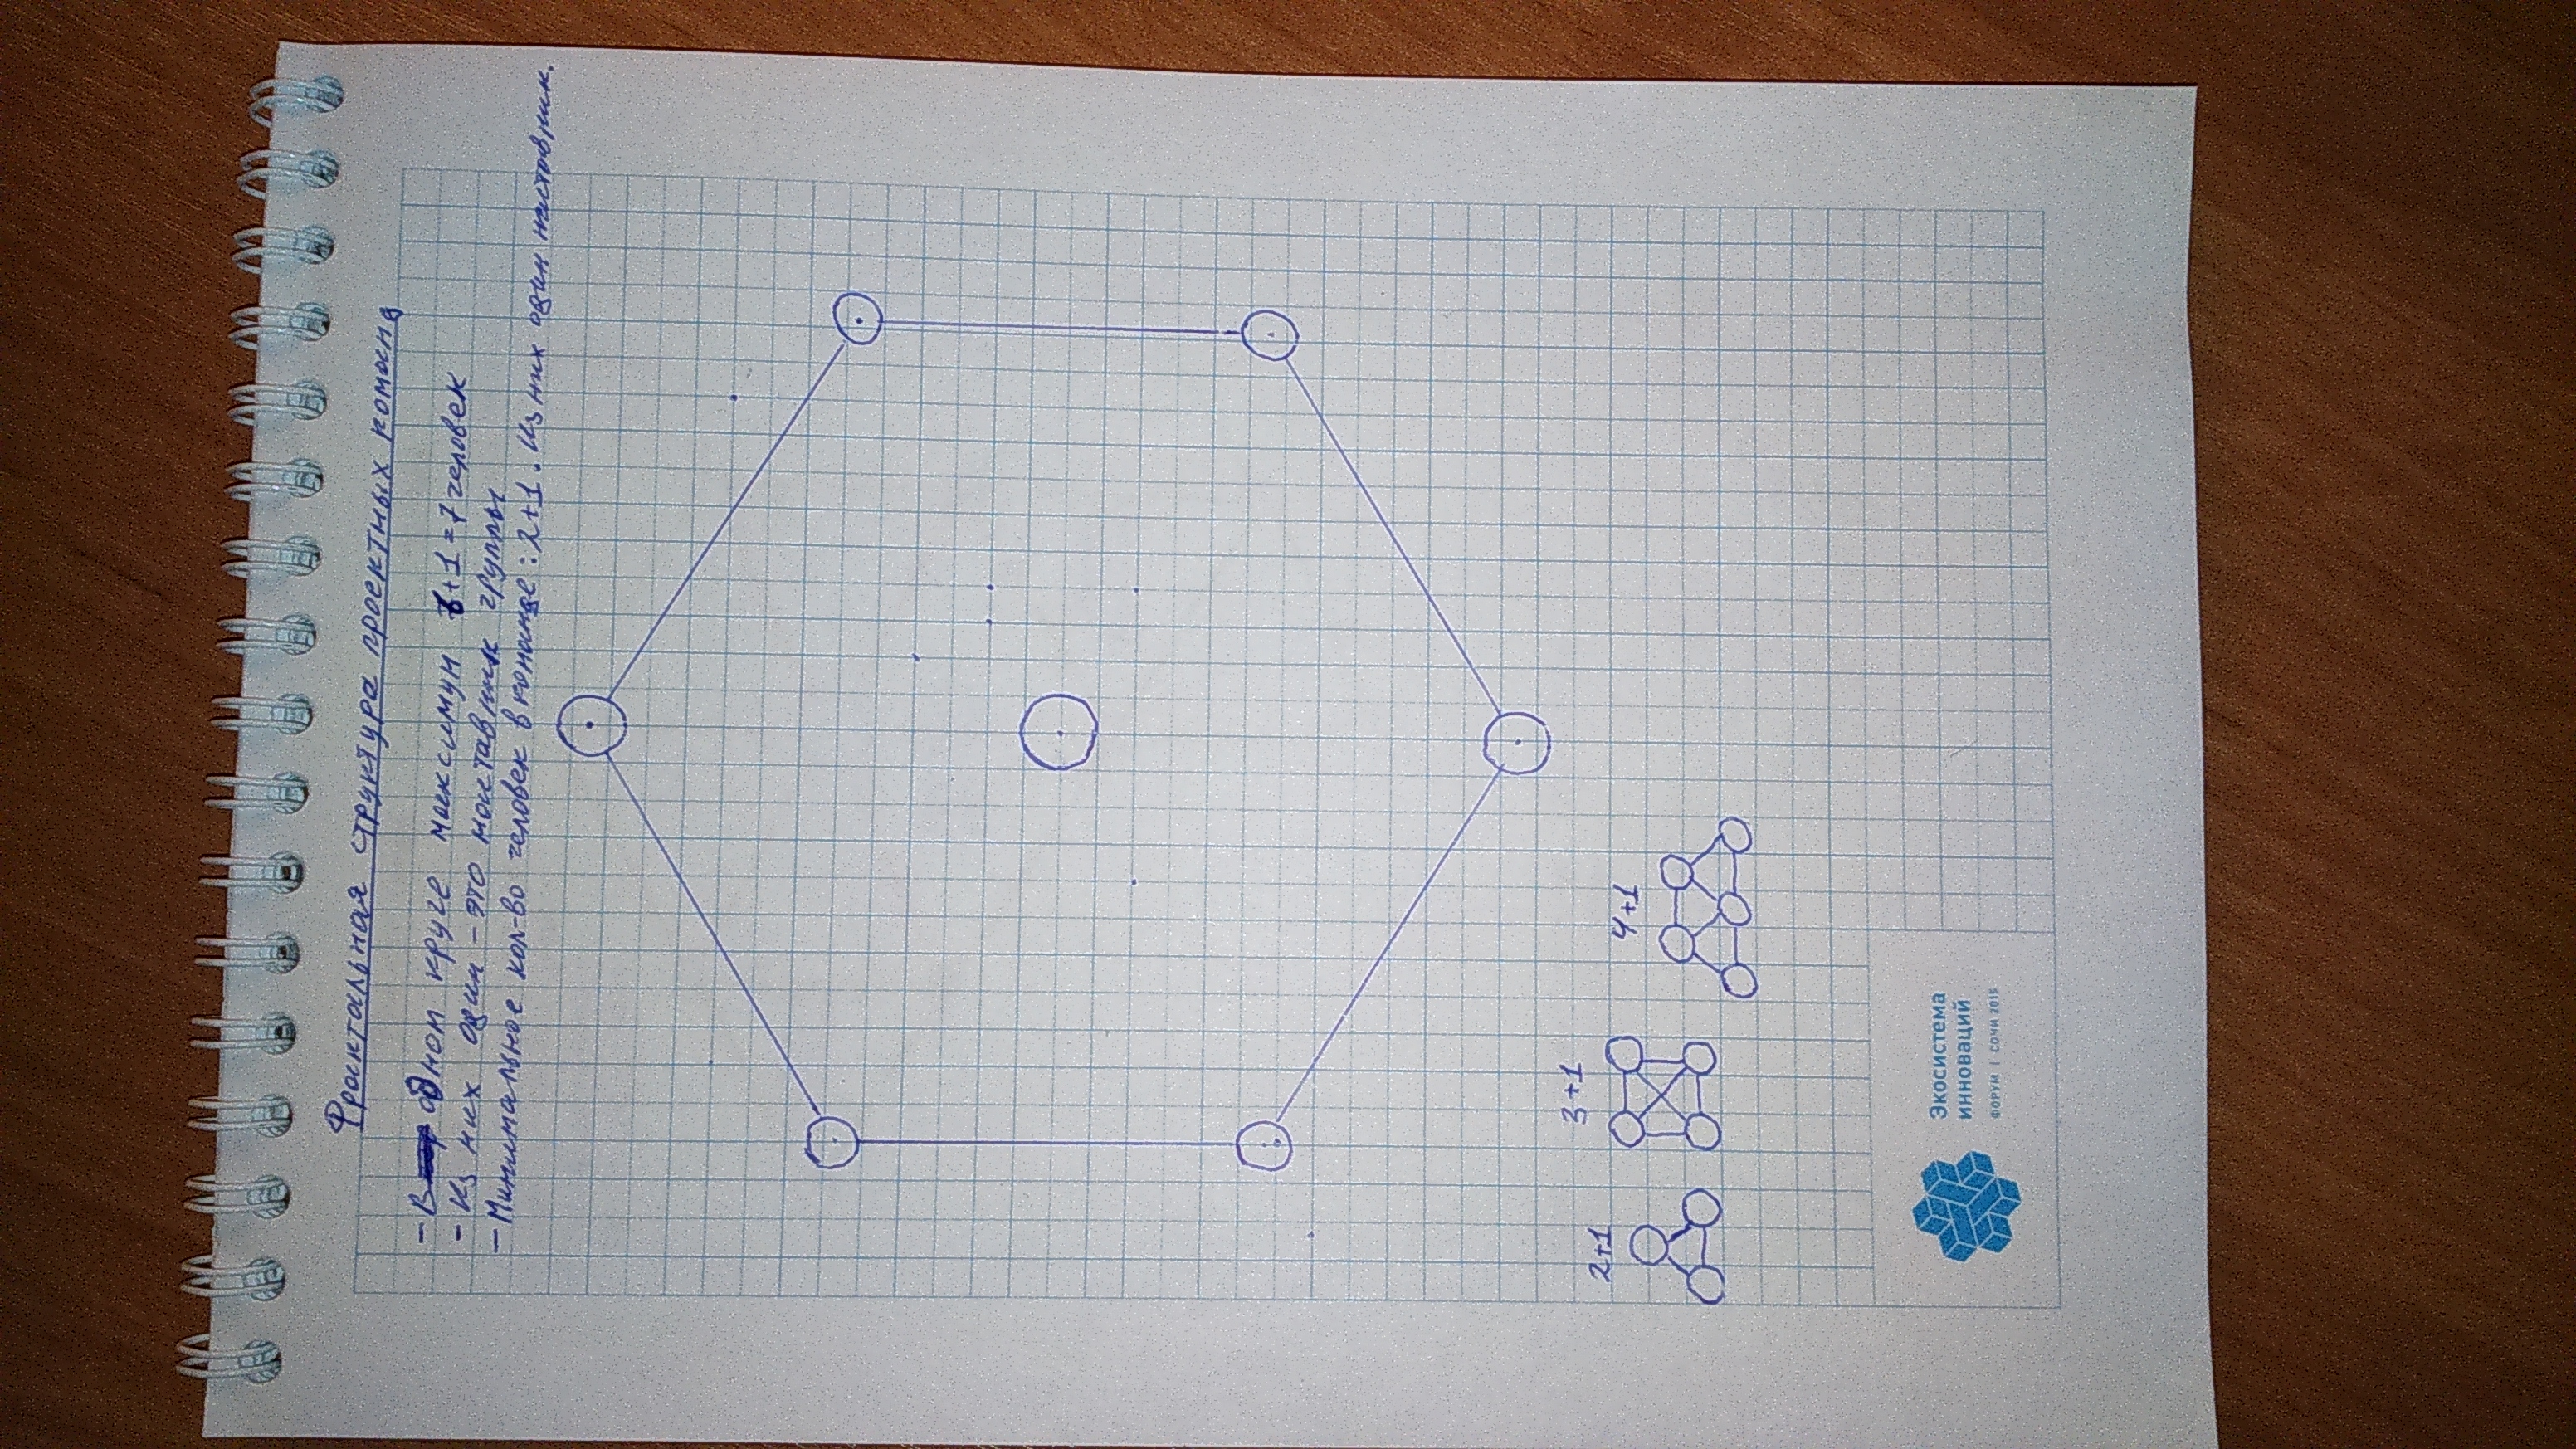 Фрактальная структура проектных команд
- В одном круге максимум 6+1=7 человек
- Из них один - это наставник группы
- Минимальное кол-во человек в команде: 2+1. Из них один наставник.
2+1
3+1
4+1
Экосистема
инноваций
ФОРУМ | СОЧИ 2015